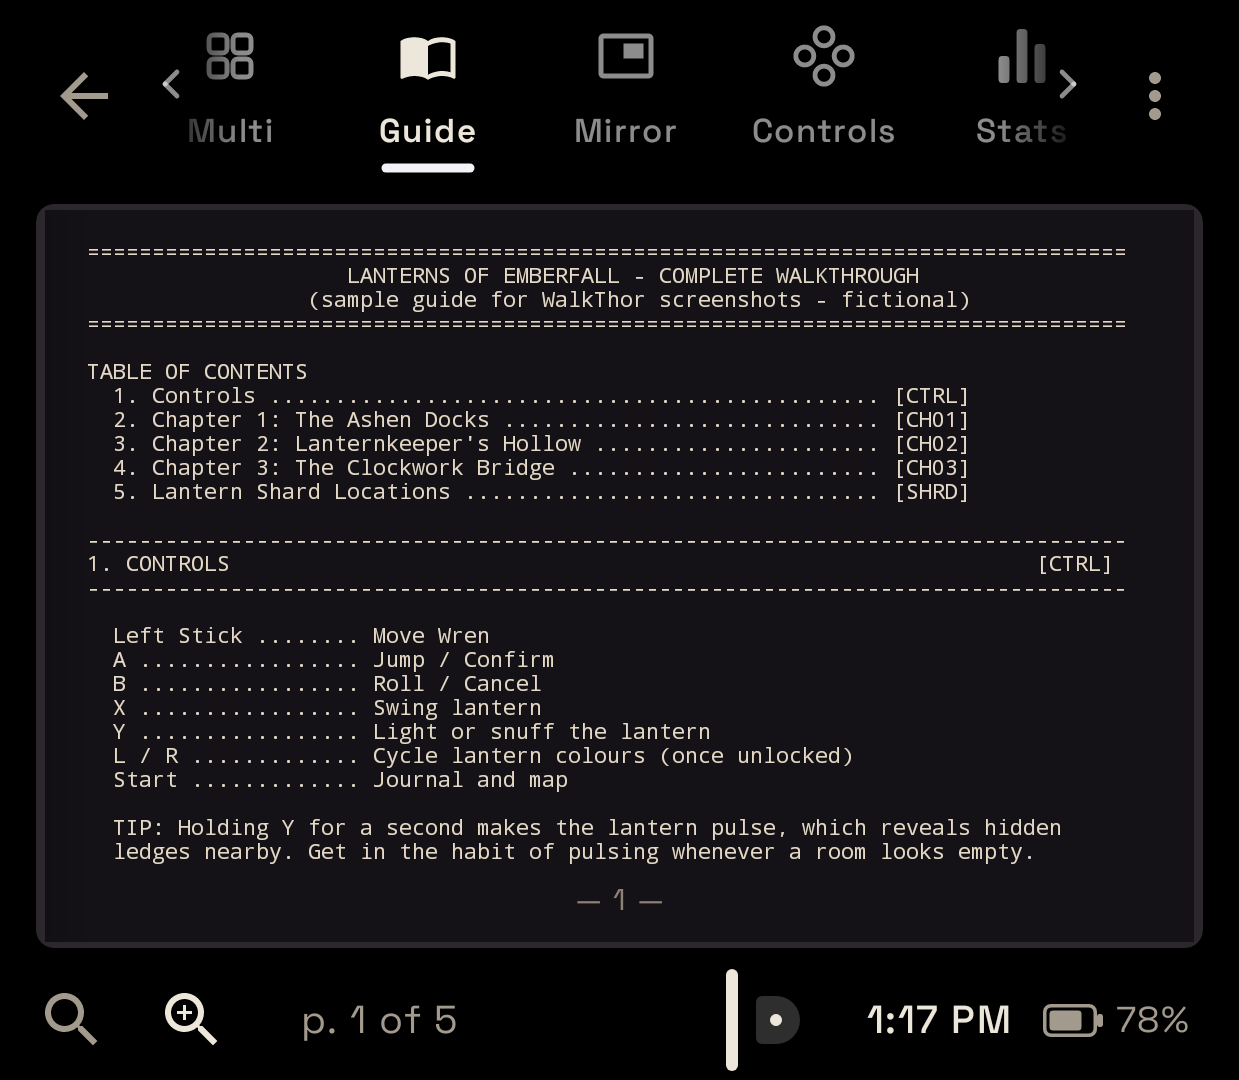 Multi
Guide
Mirror
Controls
Stats
================================================================================
LANTERNS OF EMBERFALL - COMPLETE WALKTHROUGH
(sample guide for WalkThor screenshots - fictional)
================================================================================
TABLE OF CONTENTS
1. Controls ............................................... [CTRL]
2. Chapter 1: The Ashen Docks ............................. [CH01]
3. Chapter 2: Lanternkeeper's Hollow ...................... [CH02]
4. Chapter 3: The Clockwork Bridge ........................ [CH03]
5. Lantern Shard Locations ................................ [SHRD]
--------------------------------------------------------------------------------
1. CONTROLS [CTRL]
--------------------------------------------------------------------------------
Left Stick ........ Move Wren
A ................. Jump / Confirm
B ................. Roll / Cancel
X ................. Swing lantern
Y ................. Light or snuff the lantern
L / R ............. Cycle lantern colours (once unlocked)
Start ............. Journal and map
TIP: Holding Y for a second makes the lantern pulse, which reveals hidden
ledges nearby. Get in the habit of pulsing whenever a room looks empty.
— 1 —
p. 1 of 5
1:17 PM
78%